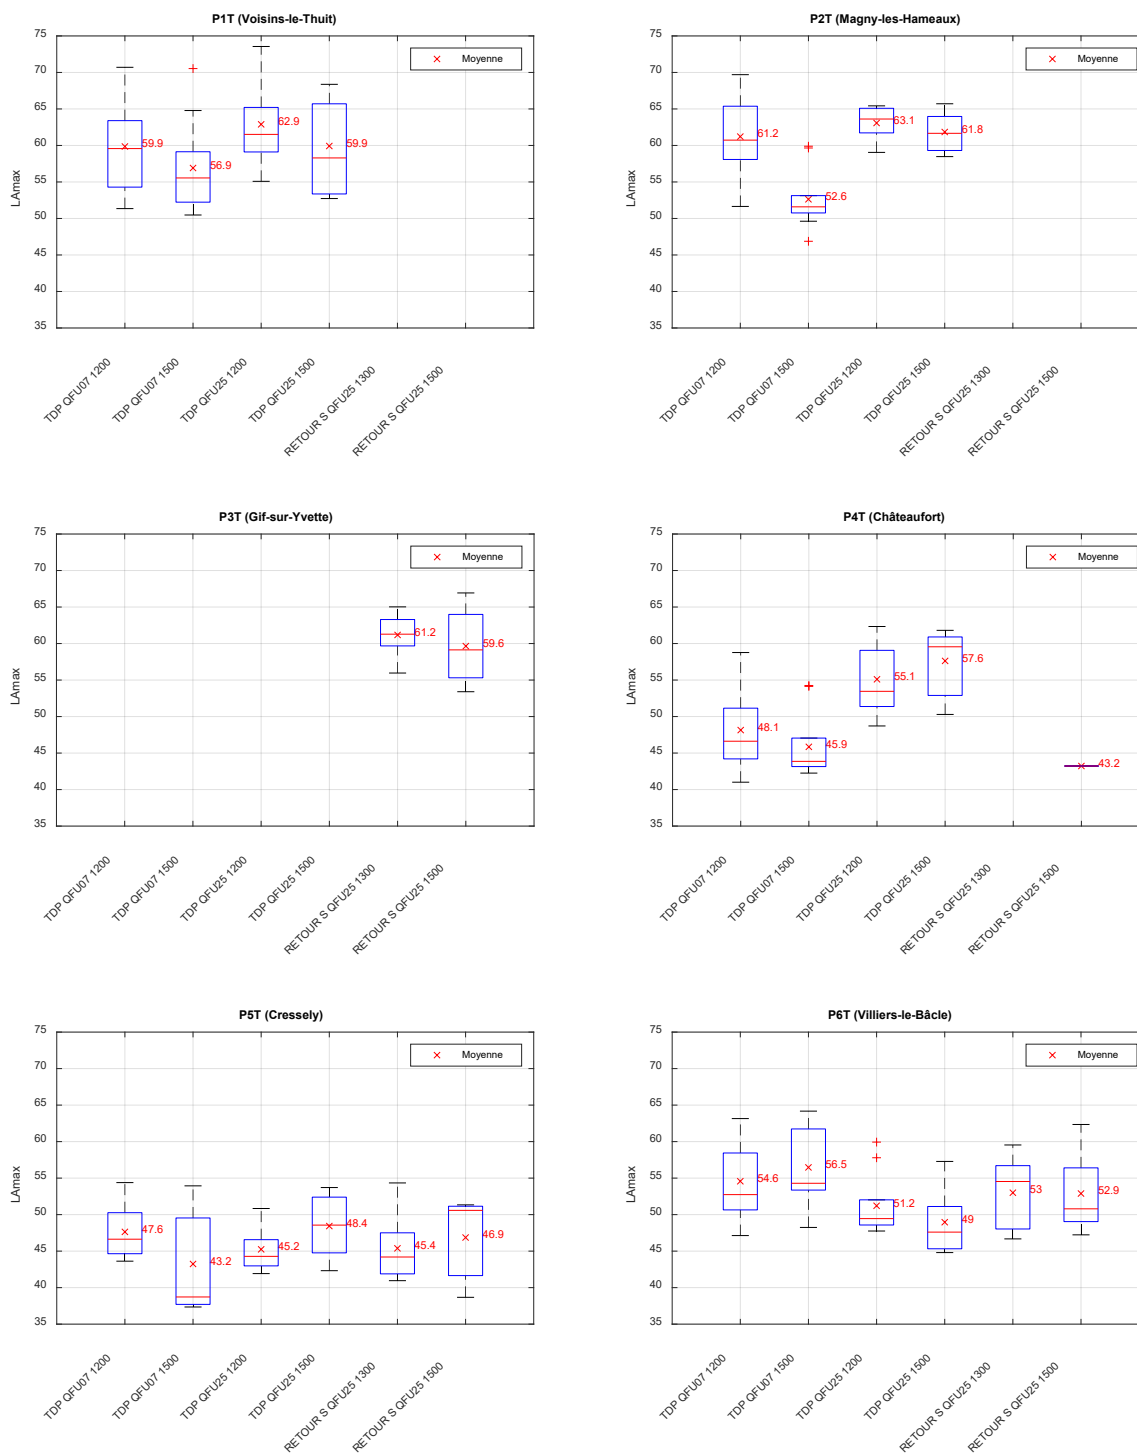 P1T (Voisins-le-Thuit)
75
70
65
60
55
50
45
40
35
LAmax
Moyenne
59.9
56.9
62.9
59.9
TDP QFU07 1200
TDP QFU07 1500
TDP QFU25 1200
TDP QFU25 1500
RETOUR S QFU25 1300
RETOUR S QFU25 1500
P2T (Magny-les-Hameaux)
75
70
65
60
55
50
45
40
35
LAmax
Moyenne
61.2
52.6
63.1
61.8
TDP QFU07 1200
TDP QFU07 1500
TDP QFU25 1200
TDP QFU25 1500
RETOUR S QFU25 1300
RETOUR S QFU25 1500
P3T (Gif-sur-Yvette)
75
70
65
60
55
50
45
40
35
LAmax
Moyenne
61.2
59.6
TDP QFU07 1200
TDP QFU07 1500
TDP QFU25 1200
TDP QFU25 1500
RETOUR S QFU25 1300
RETOUR S QFU25 1500
P4T (Châteaufort)
75
70
65
60
55
50
45
40
35
LAmax
Moyenne
48.1
45.9
55.1
57.6
43.2
TDP QFU07 1200
TDP QFU07 1500
TDP QFU25 1200
TDP QFU25 1500
RETOUR S QFU25 1300
RETOUR S QFU25 1500
P5T (Cressely)
75
70
65
60
55
50
45
40
35
LAmax
Moyenne
47.6
43.2
45.2
48.4
45.4
46.9
TDP QFU07 1200
TDP QFU07 1500
TDP QFU25 1200
TDP QFU25 1500
RETOUR S QFU25 1300
RETOUR S QFU25 1500
P6T (Villiers-le-Bâcle)
75
70
65
60
55
50
45
40
35
LAmax
Moyenne
54.6
56.5
51.2
49
53
52.9
TDP QFU07 1200
TDP QFU07 1500
TDP QFU25 1200
TDP QFU25 1500
RETOUR S QFU25 1300
RETOUR S QFU25 1500